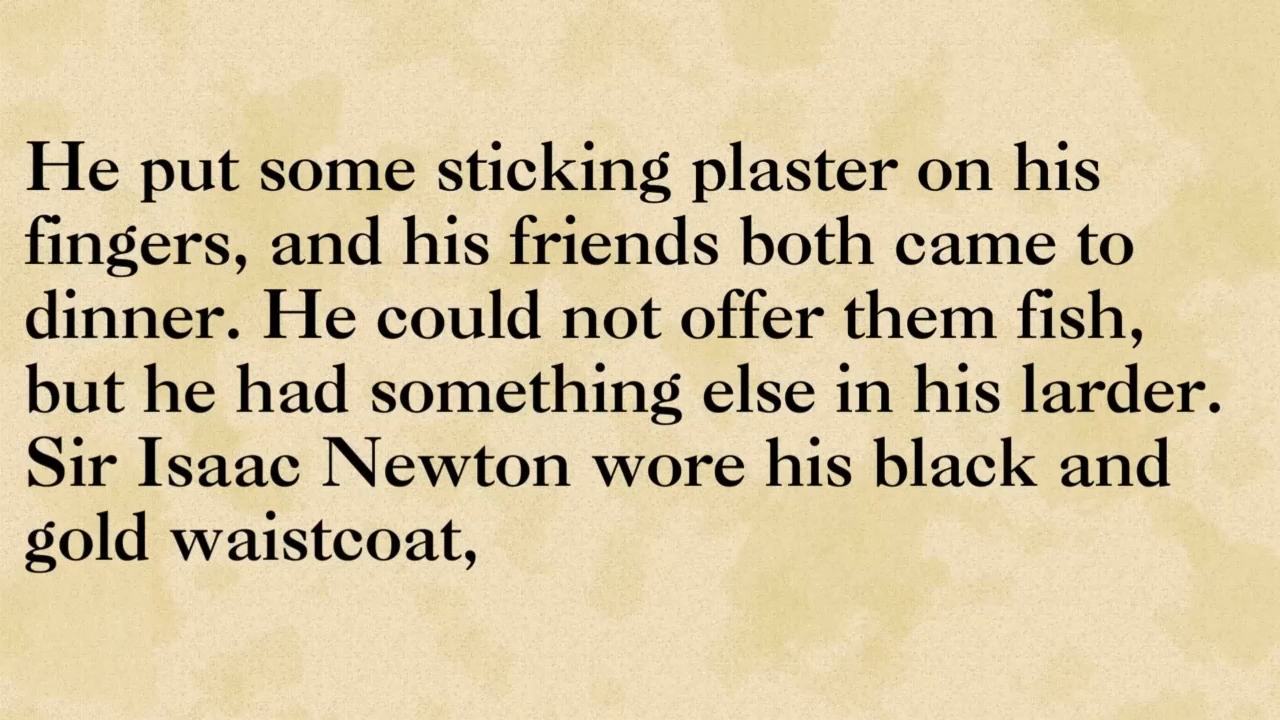 He put some sticking plaster on his
fingers, and his friends both came to
dinner. He could not offer them fish,
but he had something else in his larder.
Sir Isaac Newton wore his black and
gold waistcoat,